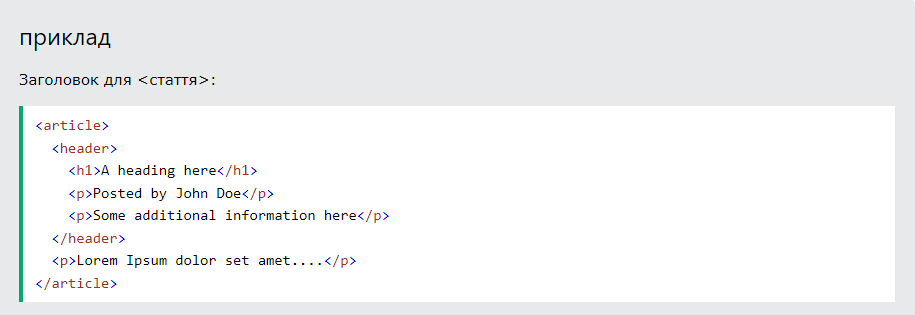 приклад
Заголовок для <стаття>:
<article>
<header>
<h1>A heading here</h1>
<p>Posted by John Doe</p>
<p>Some additional information here</p>
</header>
<p>Lorem Ipsum dolor set amet....</p>
</article>